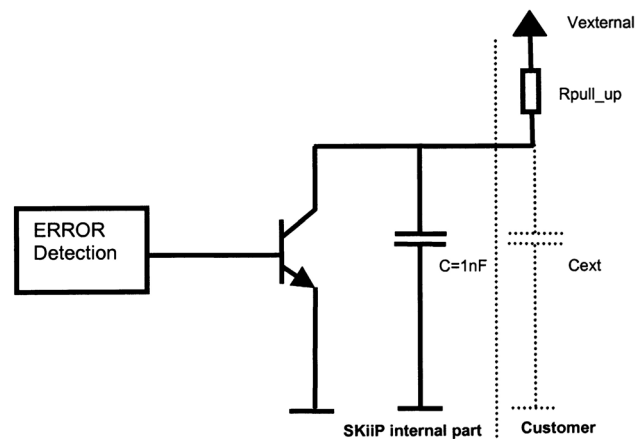 Vexternal
Rpull_up
ERROR
Detection
C=1nF
Cext
SKiiP internal part
Customer